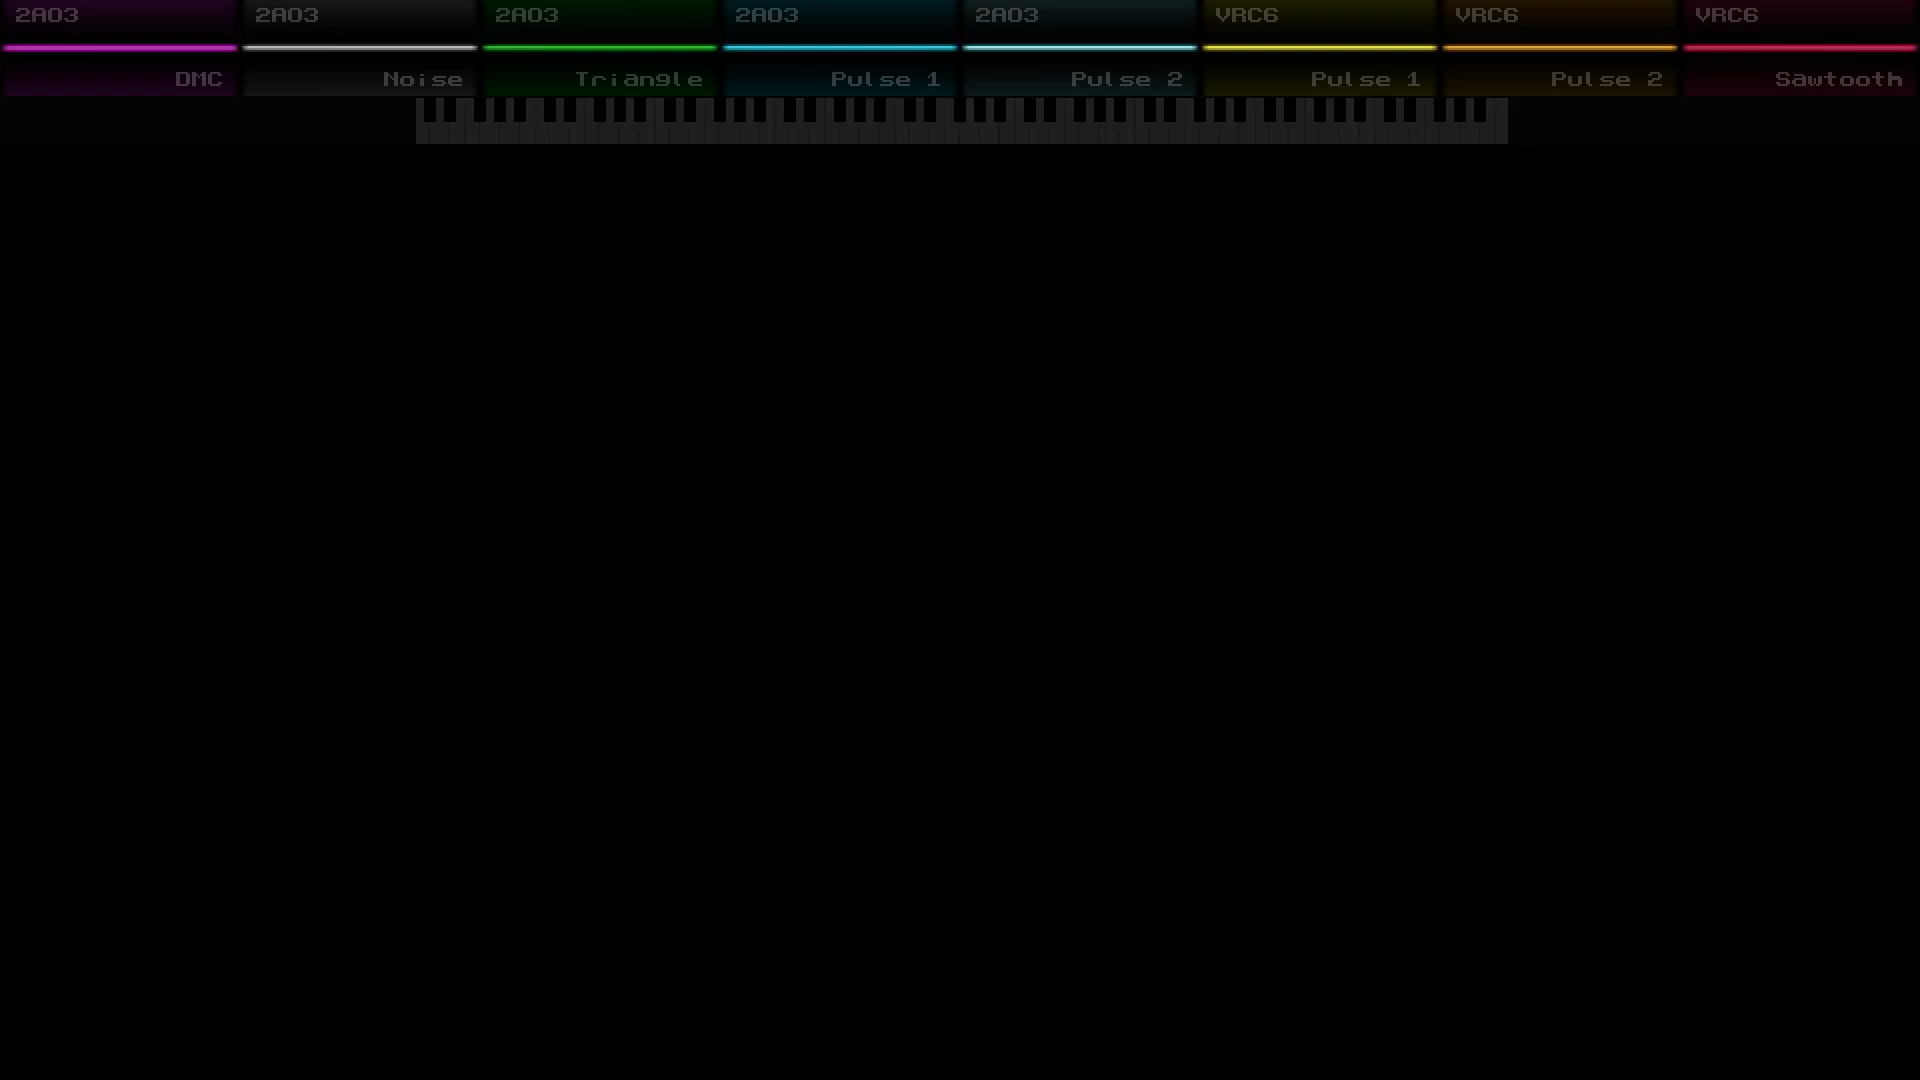 2A03 2A03 2A03 2A03 2A03 VRC6 VRC6 VRC6
DMC Noise Triangle Pulse 1 Pulse 2 Pulse 1 Pulse 2 Sawtooth